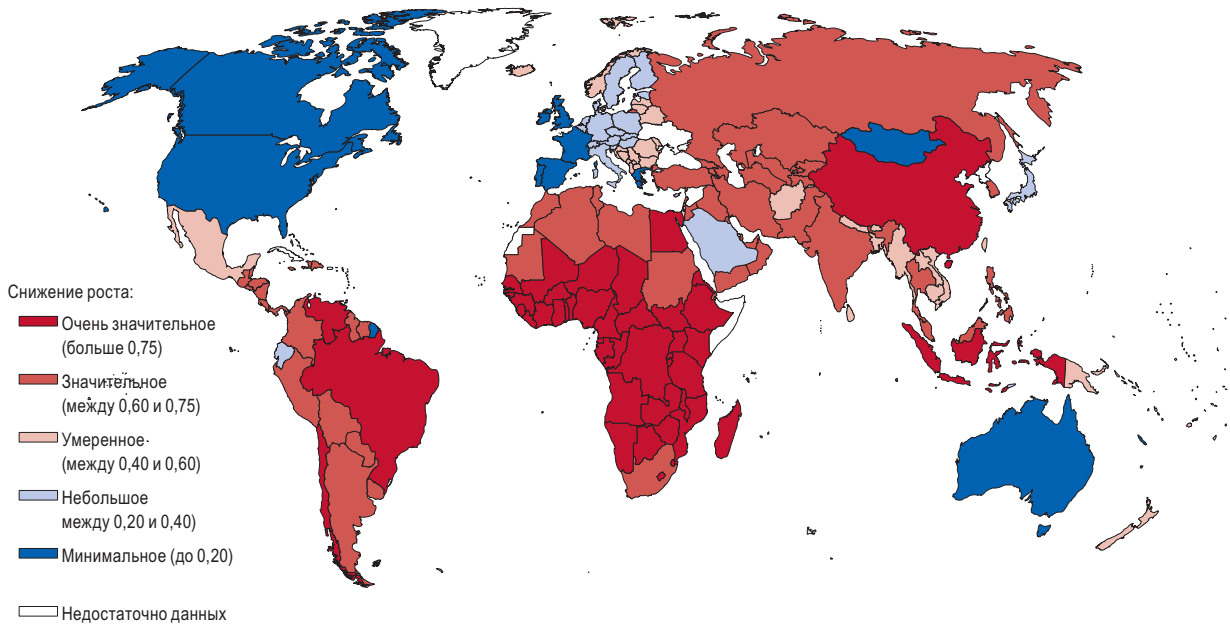 Снижение роста:
Очень значительное
(больше 0,75)
Значительное
(между 0,60 и 0,75)
Умеренное·
(между 0,40 и 0,60)
Небольшое
между 0,20 и 0,40)
Минимальное (до 0,20)
Недостаточно данных